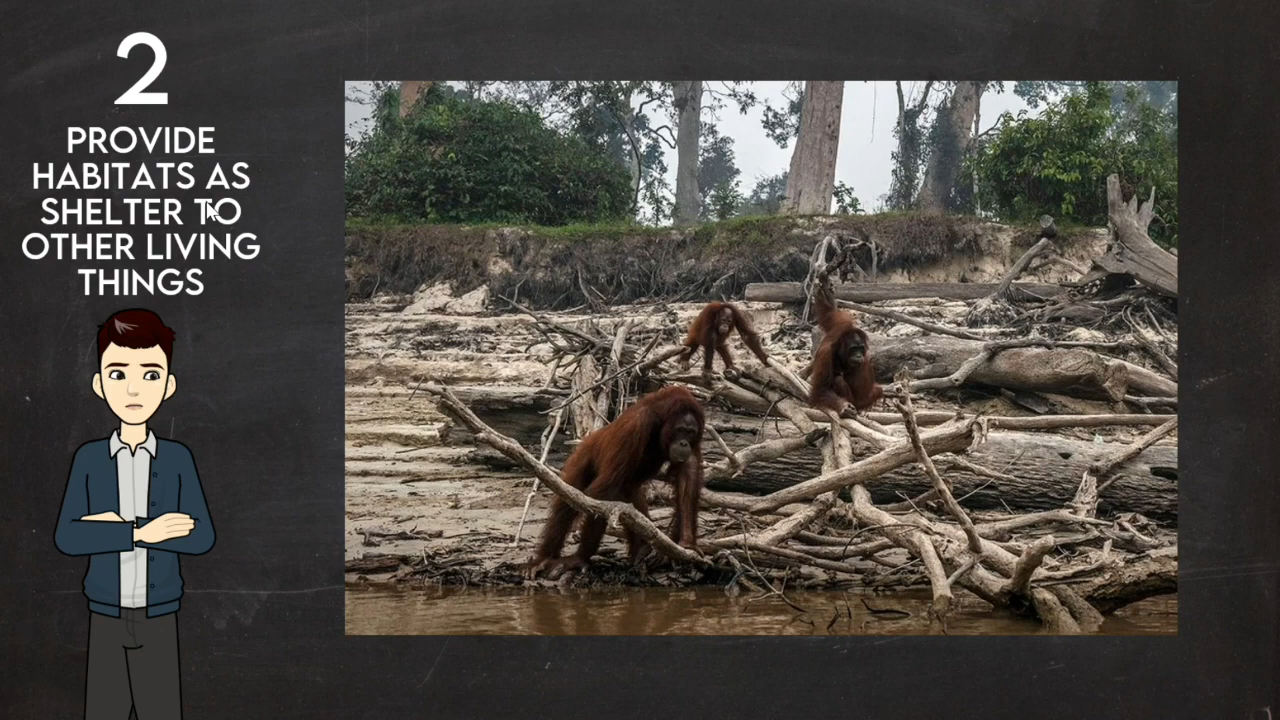 2
PROVIDE
HABITATS AS
SHELTER TO
OTHER LIVING
THINGS